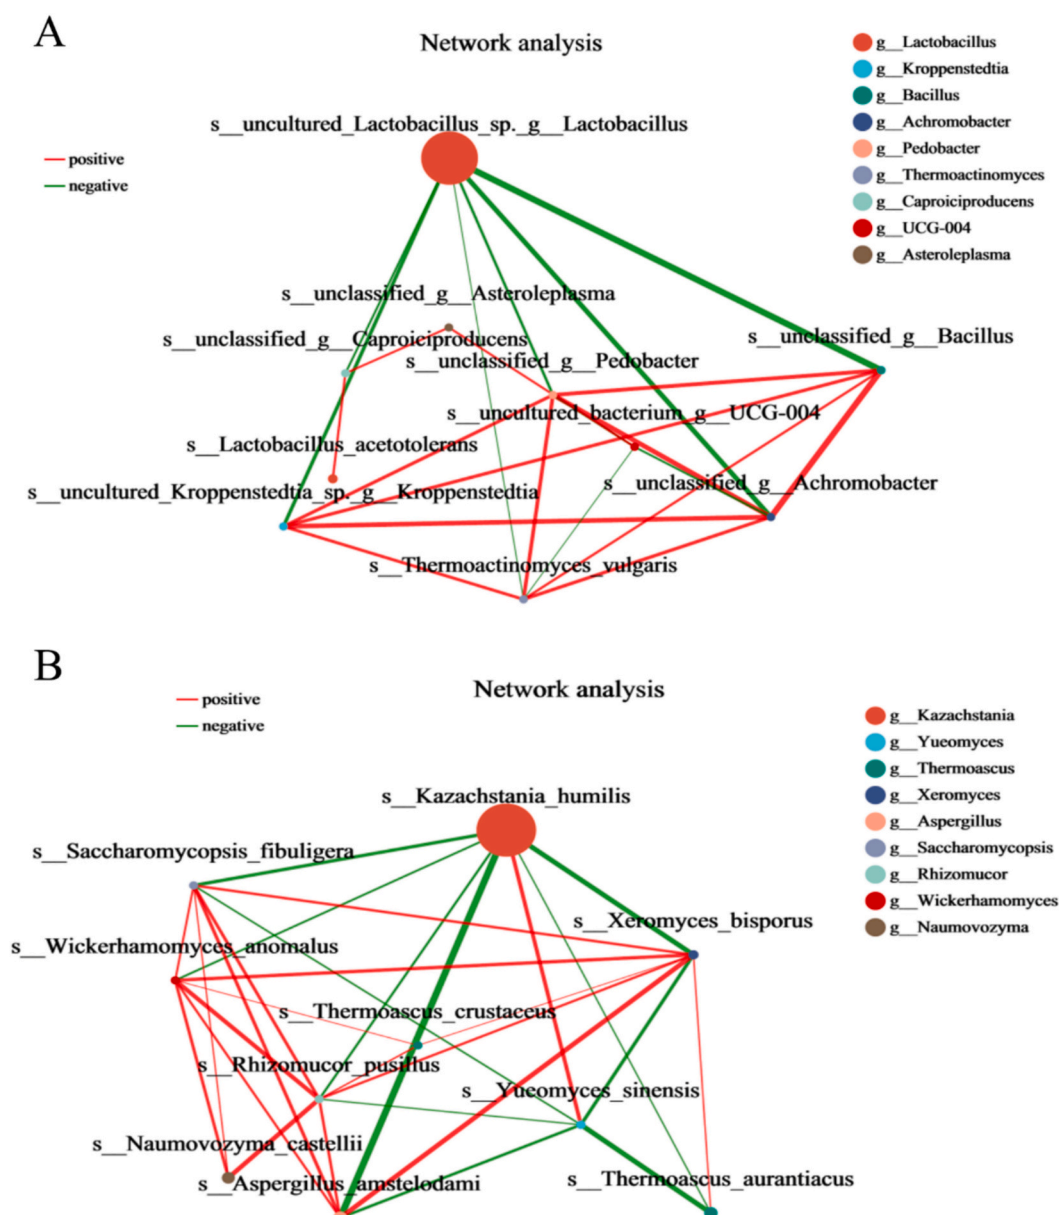 A
Network analysis
g__Lactobacillus
g__Kroppenstedtia
g__Bacillus
g__Achromobacter
g__Pedobacter
g__Thermoactinomyces
g__Caproiciproducens
g__UCG-004
g__Asteroleplasma
positive
negative
s__uncultured_Lactobacillus_sp._g__Lactobacillus
s__unclassified_g__Asteroleplasma
s__unclassified_g__Caproiciproducens
s__unclassified_g__Bacillus
s__unclassified_g__Pedobacter
s__uncultured_bacterium_g__UCG-004
s__Lactobacillus_acetotolerans
s__uncultured_Kroppenstedtia_sp._g__Kroppenstedtia
s__unclassified_g__Achromobacter
s__Thermoactinomyces_vulgaris
B
Network analysis
positive
negative
g__Kazachstania
g__Yueomyces
g__Thermoascus
g__Xeromyces
g__Aspergillus
g__Saccharomycopsis
g__Rhizomucor
g__Wickerhamomyces
g__Naumovozyma
s__Kazachstania_humilis
s__Saccharomycopsis_fibuligera
s__Xeromyces_bisporus
s__Wickerhamomyces_anomalus
s__Thermoascus_crustaceus
s__Rhizomucor_pusillus
s__Yueomyces_sinensis
s__Naumovozyma_castellii
s__Aspergillus_amstelodami
s__Thermoascus_aurantiacus